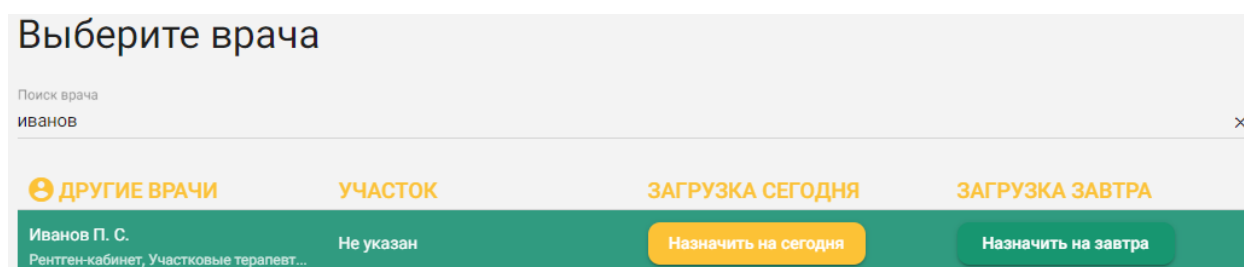 Выберите врача
Поиск врача
иванов
ДРУГИЕ ВРАЧИ УЧАСТОК ЗАГРУЗКА СЕГОДНЯ ЗАГРУЗКА ЗАВТРА
Иванов П. С.
Не указан Назначить на сегодня Назначить на завтра
Рентген-кабинет, Участковые терапевт...